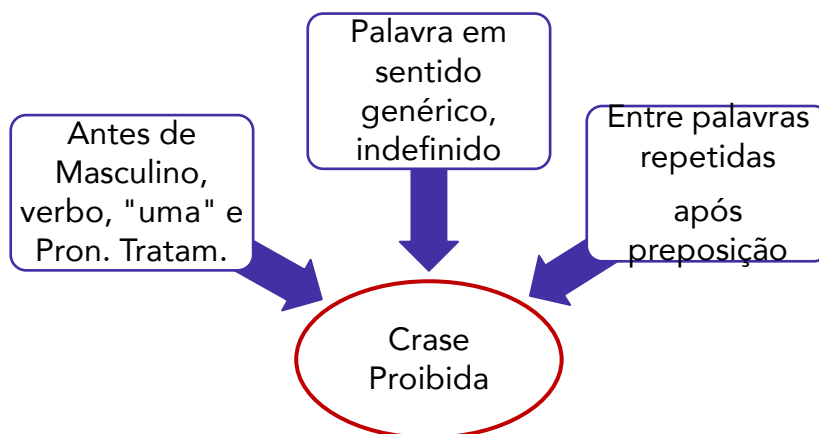 Antes de
Masculino,
verbo, "uma" e
Pron. Tratam.
Palavra em
sentido
genérico,
indefinido
Entre palavras
repetidas
após
preposição
Crase
Proibida